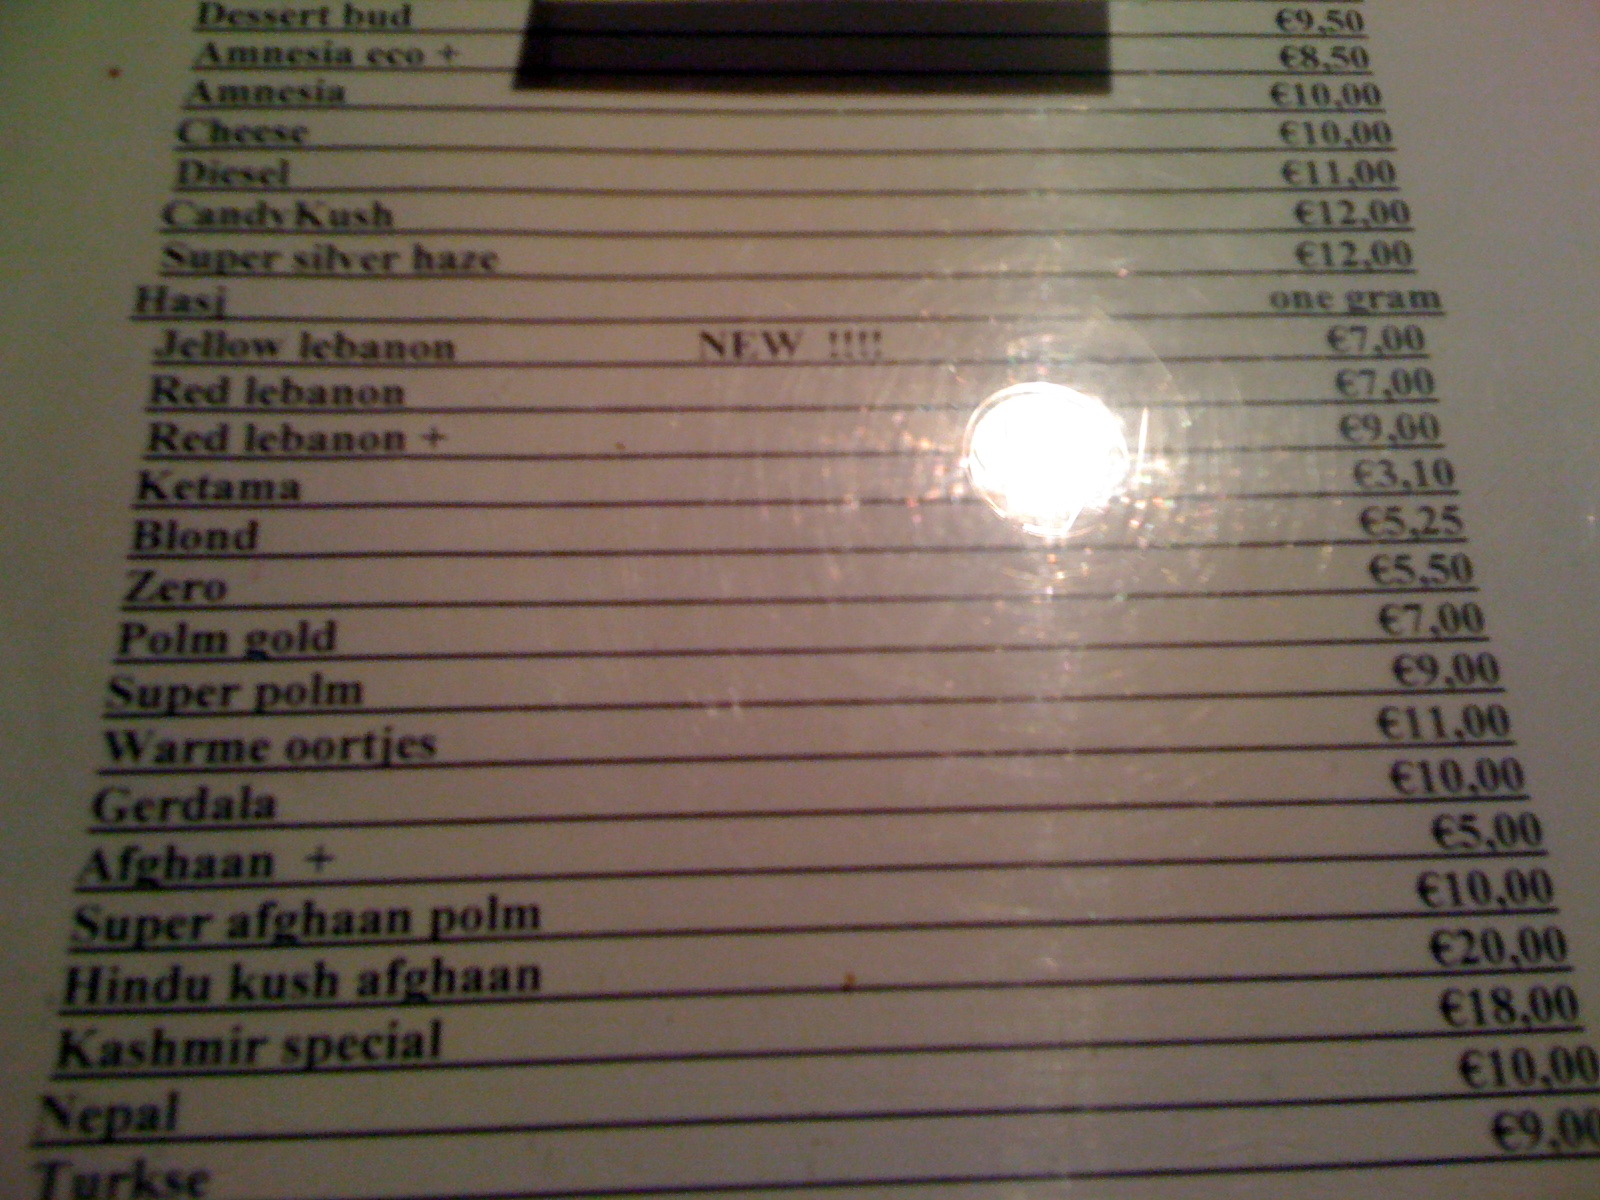 Dessert bud €9,50
Amnesia eco + €8,50
Amnesia €10,00
Cheese €10,00
Diesel €11,00
CandyKush €12,00
Super silver haze €12,00
Hasj one gram
Jellow lebanon NEW !!!! €7,00
Red lebanon €7,00
Red lebanon + €9,00
Ketama €3,10
Blond €5,25
Zero €5,50
Polm gold €7,00
Super polm €9,00
Warme oortjes €11,00
Gerdala €10,00
Afghaan + €5,00
Super afghaan polm €10,00
Hindu kush afghaan €20,00
Kashmir special €18,00
Nepal €10,00
Turkse €9,00